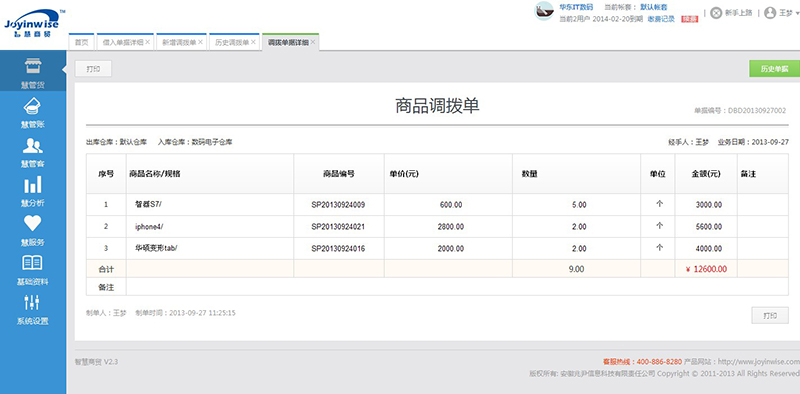 Joyinwise™
智慧商贸
华东IT数码 当前帐套：默认帐套
当前2用户 2014-02-20到期 缴费记录
新手上路 王梦
首页 借入单据详细 新增调拨单 历史调拨单 调拨单据详细
慧管货
慧管账
慧管客
慧分析
慧服务
基础资料
系统设置
打印 历史单据
商品调拨单
单据编号：DBD20130927002
出库仓库：默认仓库 入库仓库：数码电子仓库 经手人：王梦 业务日期：2013-09-27
序号 商品名称/规格 商品编号 单价(元) 数量 单位 金额(元) 备注
1 智器S7/ SP20130924009 600.00 5.00 个 3000.00
2 iphone4/ SP20130924021 2800.00 2.00 个 5600.00
3 华硕变形tab/ SP20130924016 2000.00 2.00 个 4000.00
合计 9.00 ¥ 12600.00
备注
制单人：王梦 制单时间：2013-09-27 11:25:15
打印
智慧商贸 V2.3 客服热线：400-886-8280 产品网站：http://www.joyinwise.com
版权所有: 安徽兆尹信息科技有限责任公司 Copyright © 2011-2013 All Rights Reserved